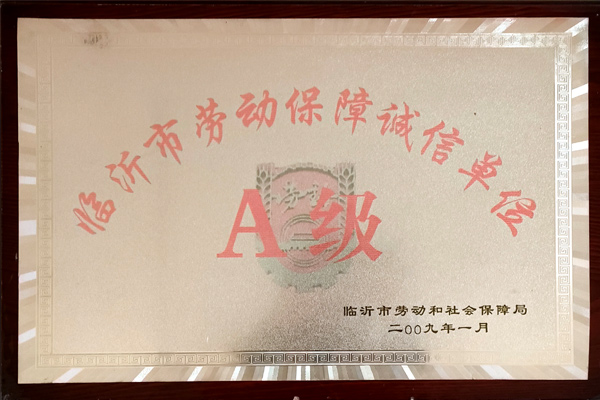 临沂市劳动保障诚信单位
A级
临沂市劳动和社会保障局
二00九年一月